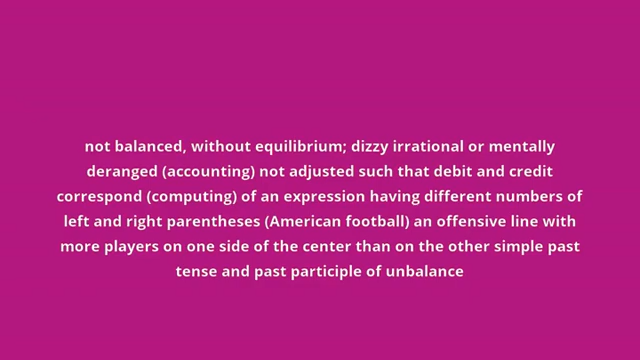 not balanced, without equilibrium; dizzy irrational or mentally
deranged (accounting) not adjusted such that debit and credit
correspond (computing) of an expression having different numbers of
left and right parentheses (American football) an offensive line with
more players on one side of the center than on the other simple past
tense and past participle of unbalance